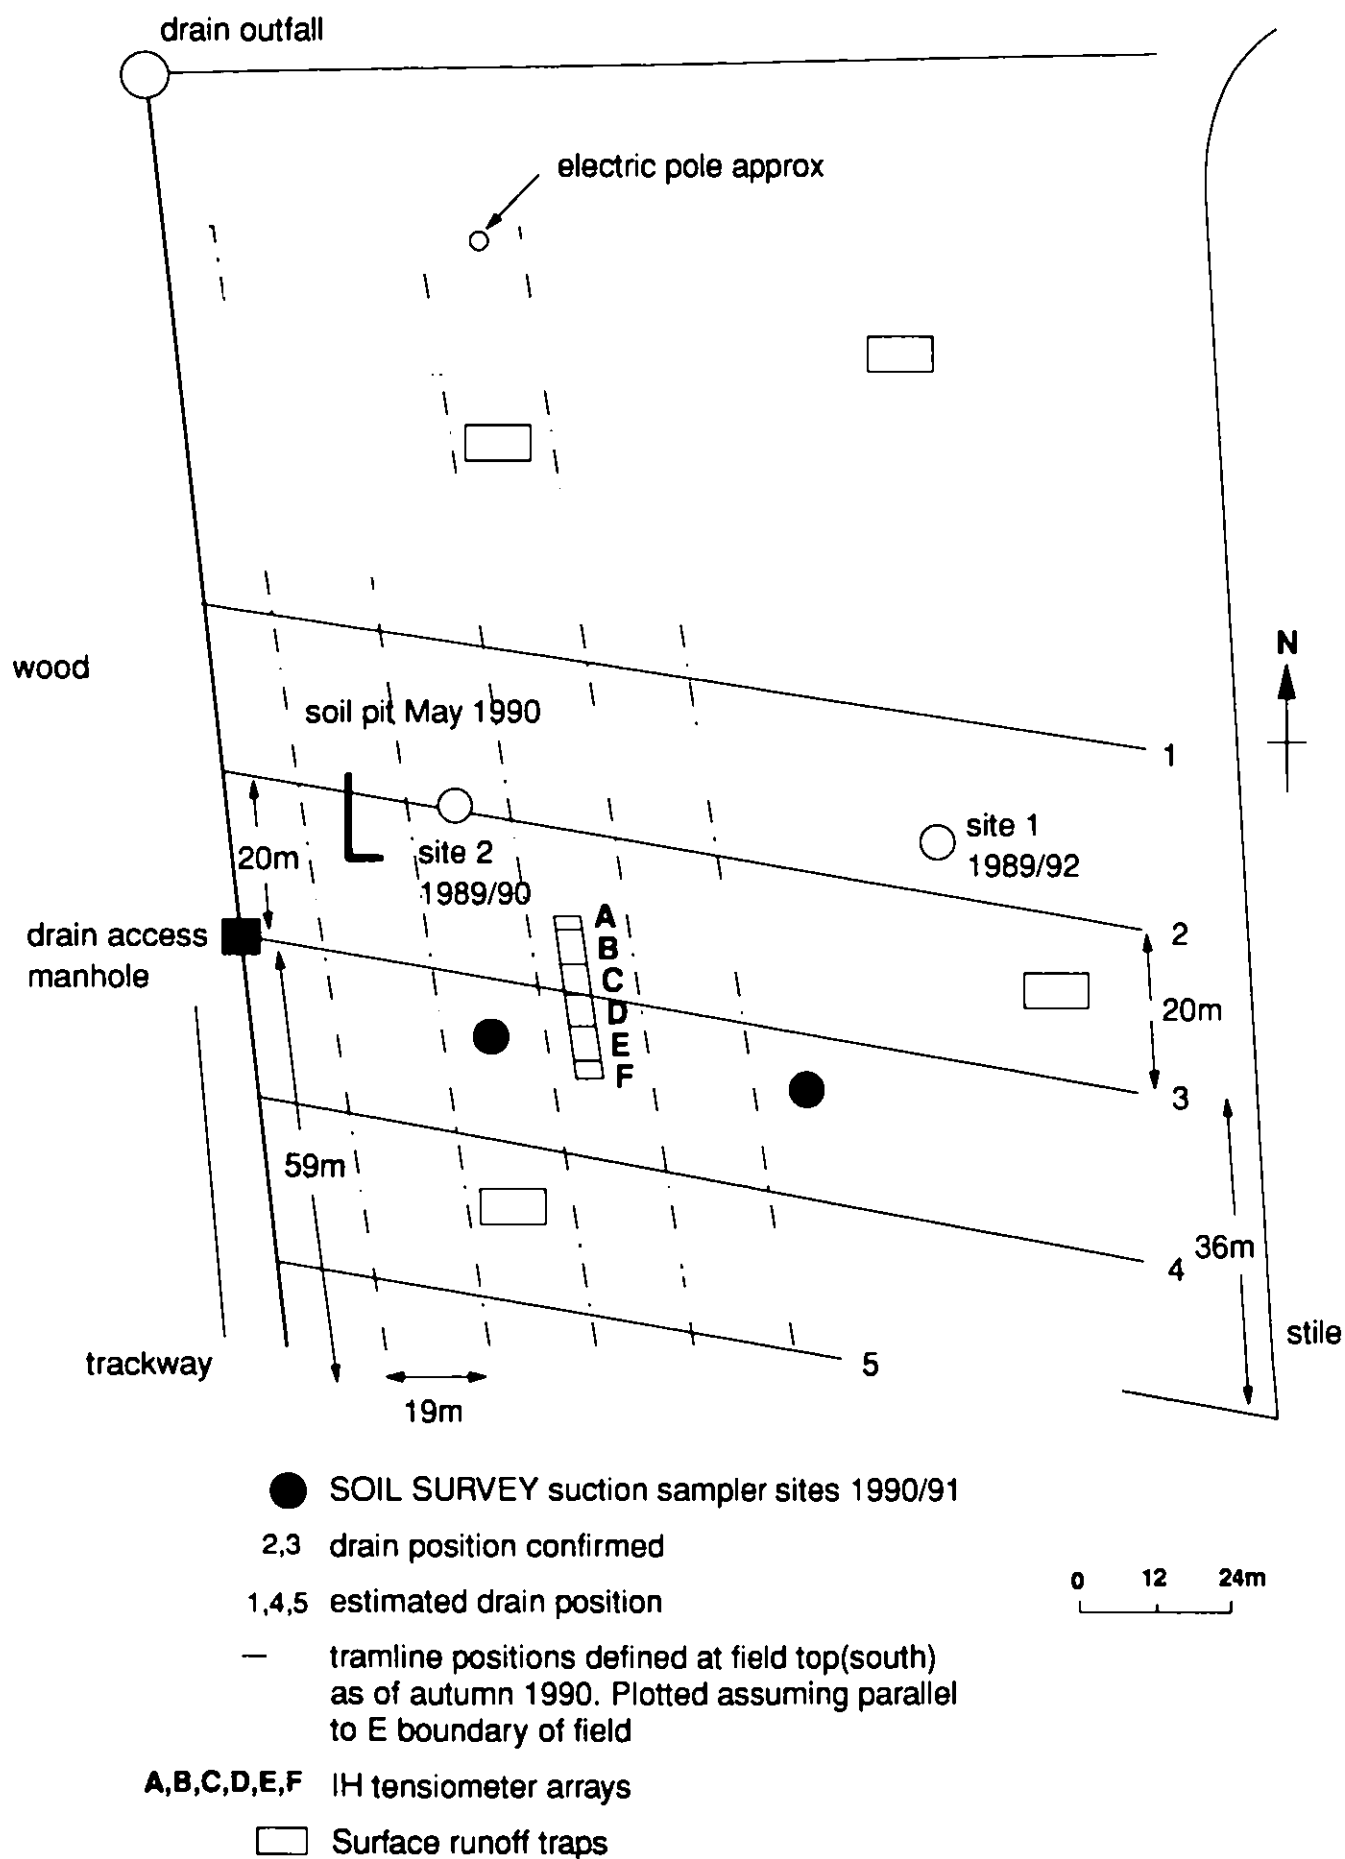 drain outfall
electric pole approx
wood
N
soil pit May 1990
1
site 1
1989/92
20m
site 2
1989/90
A
B
C
D
E
F
2
drain access
manhole
20m
3
59m
36m
4
stile
trackway
5
19m
SOIL SURVEY suction sampler sites 1990/91
2,3 drain position confirmed
0 12 24m
1,4,5 estimated drain position
— tramline positions defined at field top(south)
as of autumn 1990. Plotted assuming parallel
to E boundary of field
A,B,C,D,E,F IH tensiometer arrays
Surface runoff traps